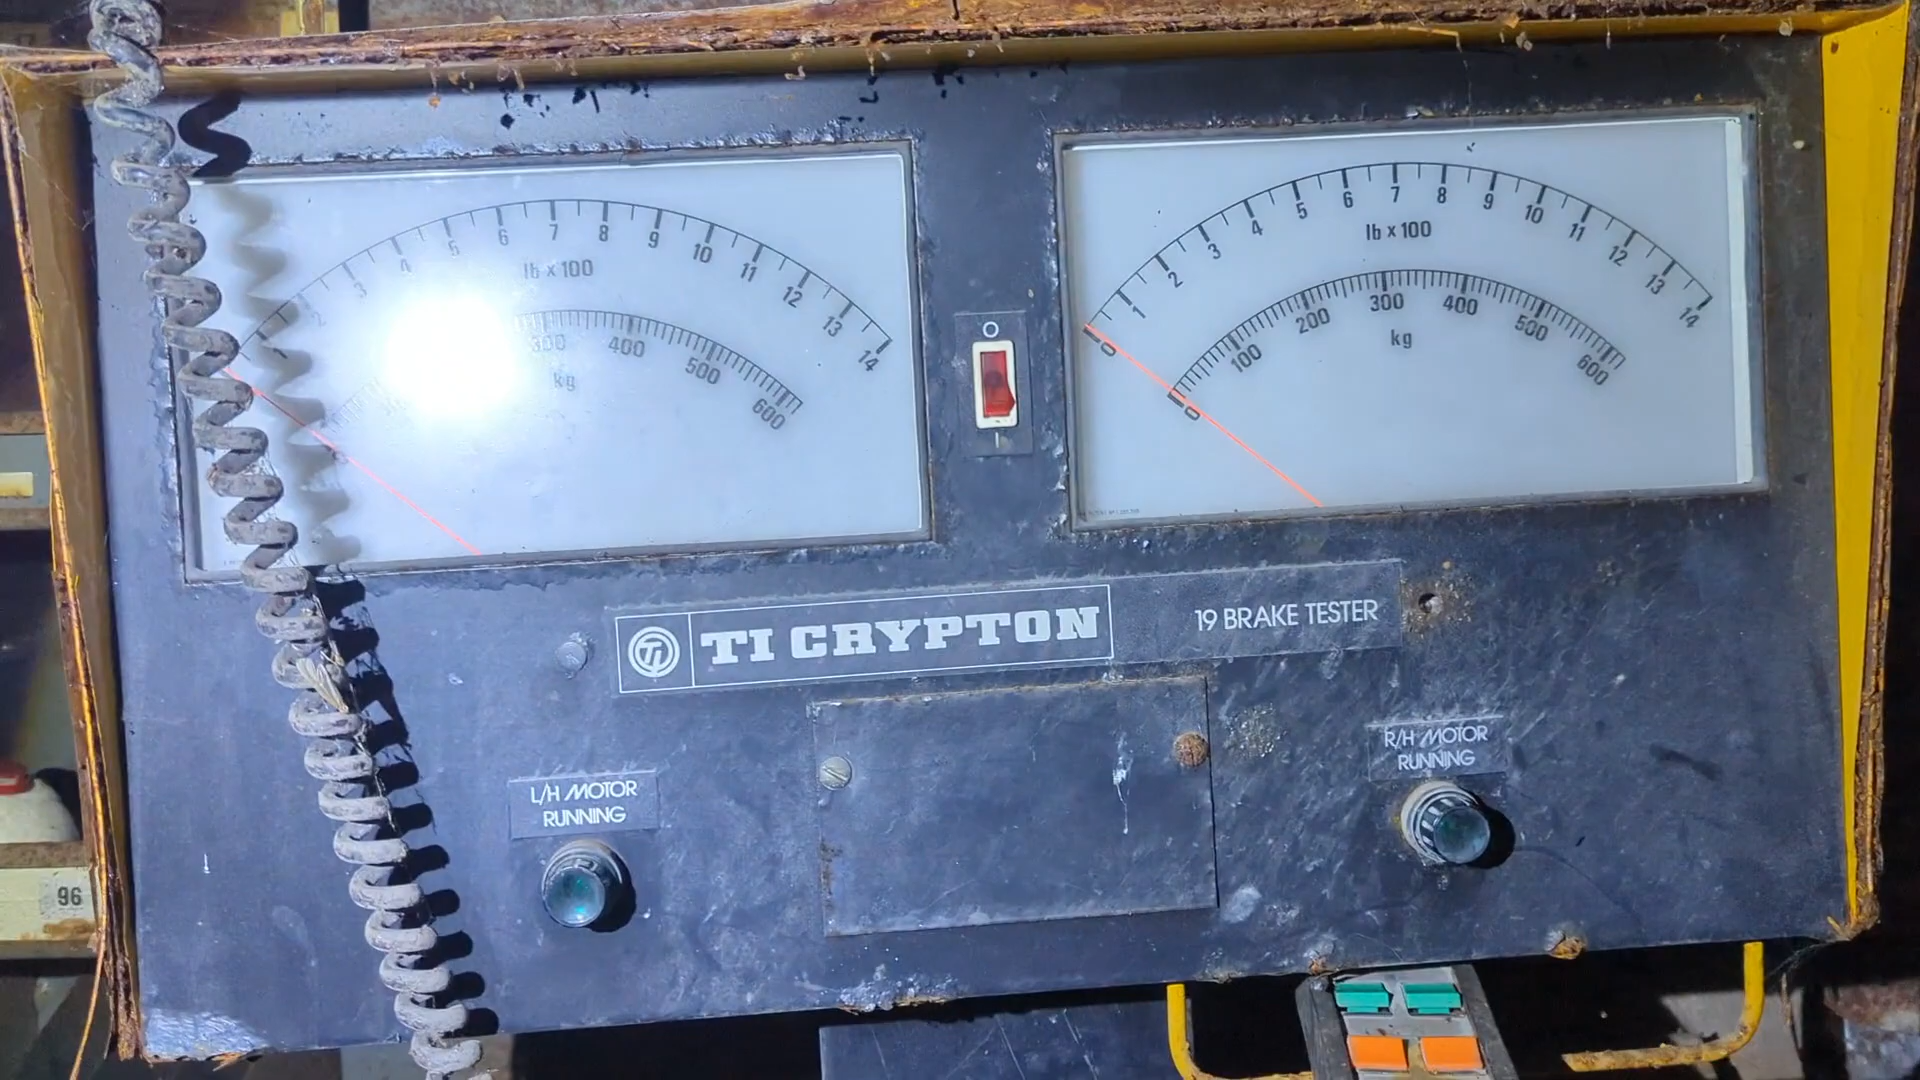 2 3 4 5 6 7 8 9 10 11 12 13 14
lb x 100
300 400 500 600
kg
O
I
0 1 2 3 4 5 6 7 8 9 10 11 12 13 14
lb x 100
0 100 200 300 400 500 600
kg
TI TI CRYPTON
19 BRAKE TESTER
L/H MOTOR
RUNNING
R/H MOTOR
RUNNING
96